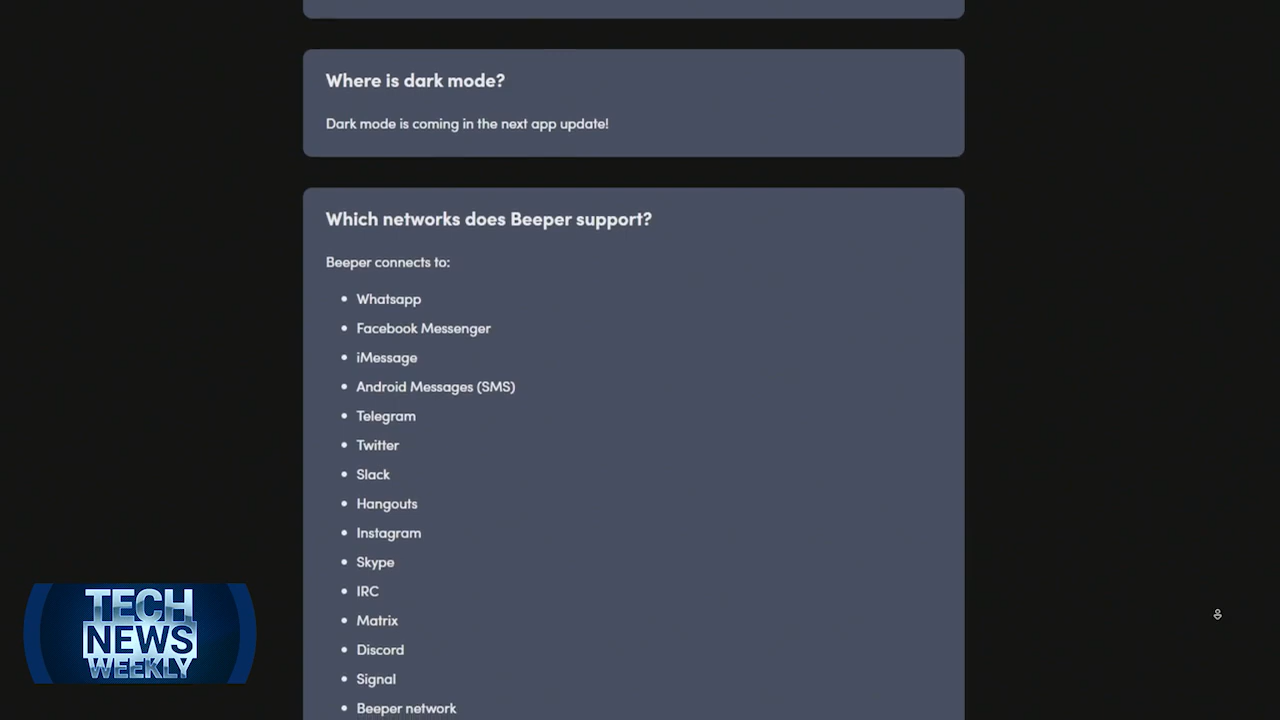 Where is dark mode?
Dark mode is coming in the next app update!
Which networks does Beeper support?
Beeper connects to:
Whatsapp
Facebook Messenger
iMessage
Android Messages (SMS)
Telegram
Twitter
Slack
Hangouts
Instagram
Skype
IRC
Matrix
Discord
Signal
Beeper network
TECH
NEWS
WEEKLY